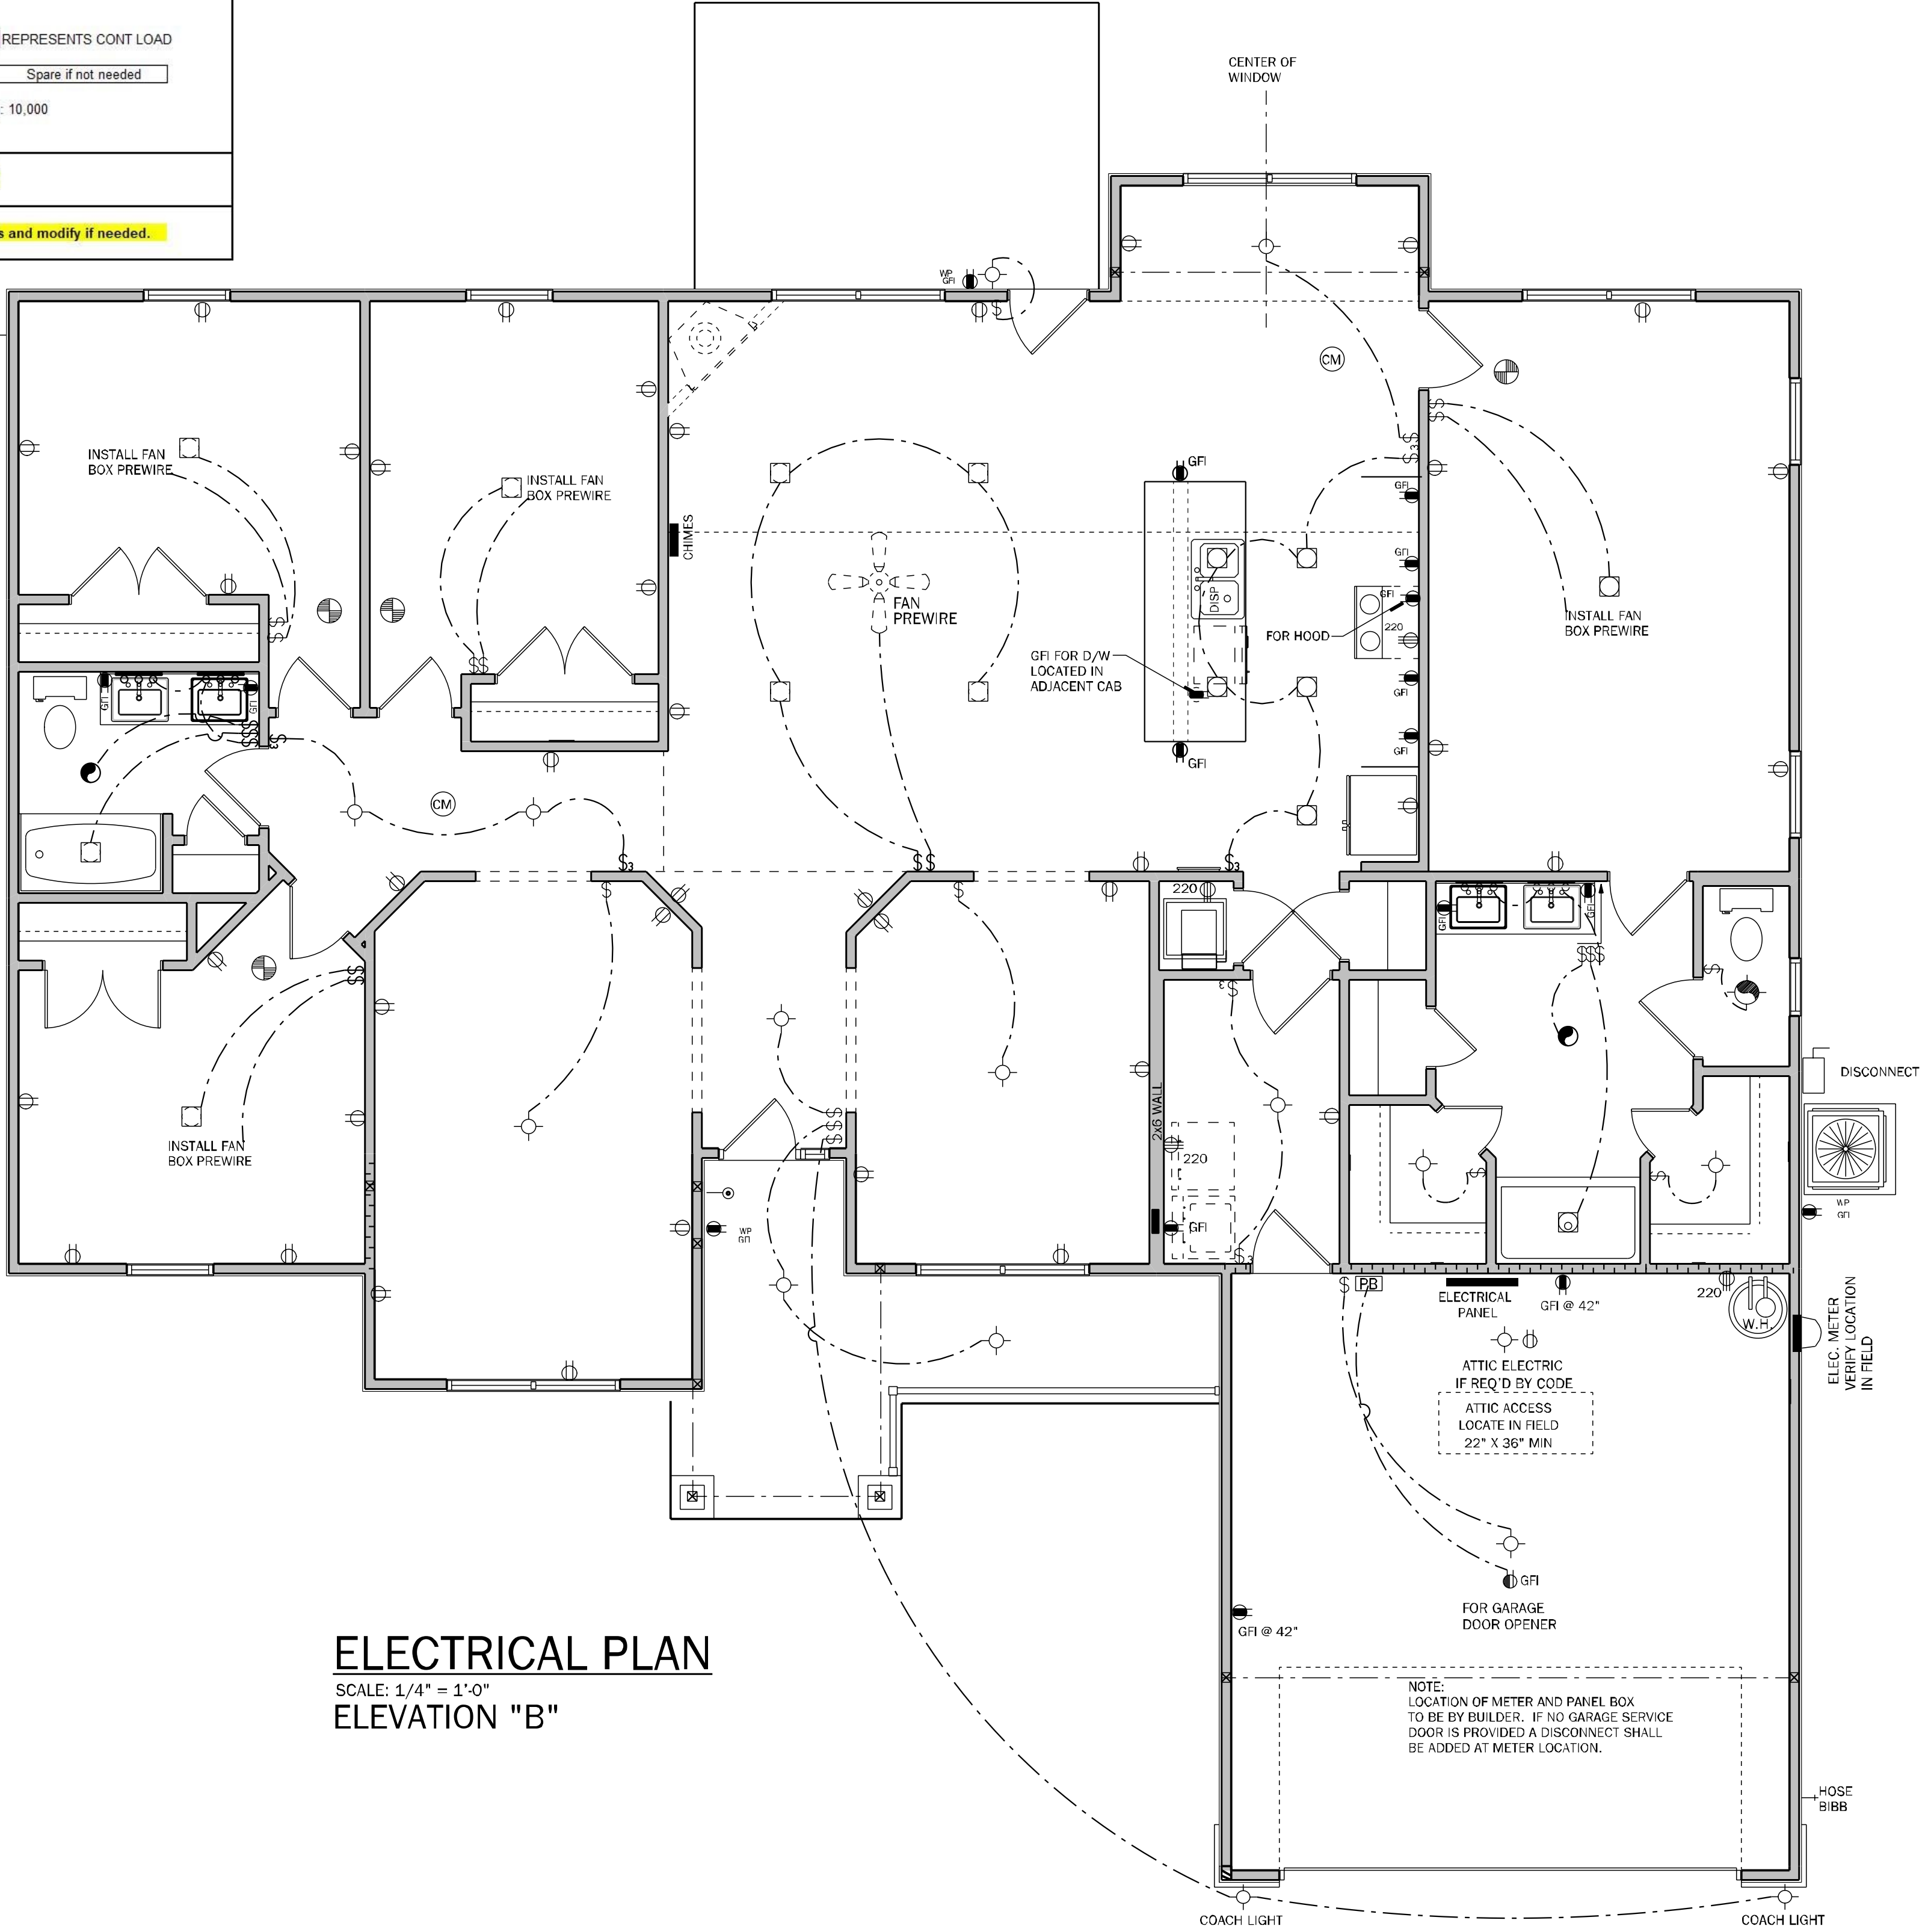 REPRESENTS CONT LOAD
Spare if not needed
: 10,000
s and modify if needed.
CENTER OF
WINDOW
WP
GFI
CM
INSTALL FAN
BOX PREWIRE
INSTALL FAN
BOX PREWIRE
CHIMES
FAN
PREWIRE
GFI
GFI
GFI
GFI
DISP
220
FOR HOOD
GFI FOR D/W
LOCATED IN
ADJACENT CAB
GFI
GFI
GFI
INSTALL FAN
BOX PREWIRE
GFI
GFI
CM
$3
$
$
$
$3
220
GFI
GFI
$
3
$
INSTALL FAN
BOX PREWIRE
2x6 WALL
220
GFI
WP
GFI
DISCONNECT
WP
GFI
$
PB
ELECTRICAL
PANEL
GFI @ 42"
220
W.H.
ELEC. METER
VERIFY LOCATION
IN FIELD
ATTIC ELECTRIC
IF REQ'D BY CODE
ATTIC ACCESS
LOCATE IN FIELD
22" X 36" MIN
GFI
FOR GARAGE
DOOR OPENER
GFI @ 42"
ELECTRICAL PLAN
SCALE: 1/4" = 1'-0"
ELEVATION "B"
NOTE:
LOCATION OF METER AND PANEL BOX
TO BE BY BUILDER. IF NO GARAGE SERVICE
DOOR IS PROVIDED A DISCONNECT SHALL
BE ADDED AT METER LOCATION.
HOSE
BIBB
COACH LIGHT
COACH LIGHT